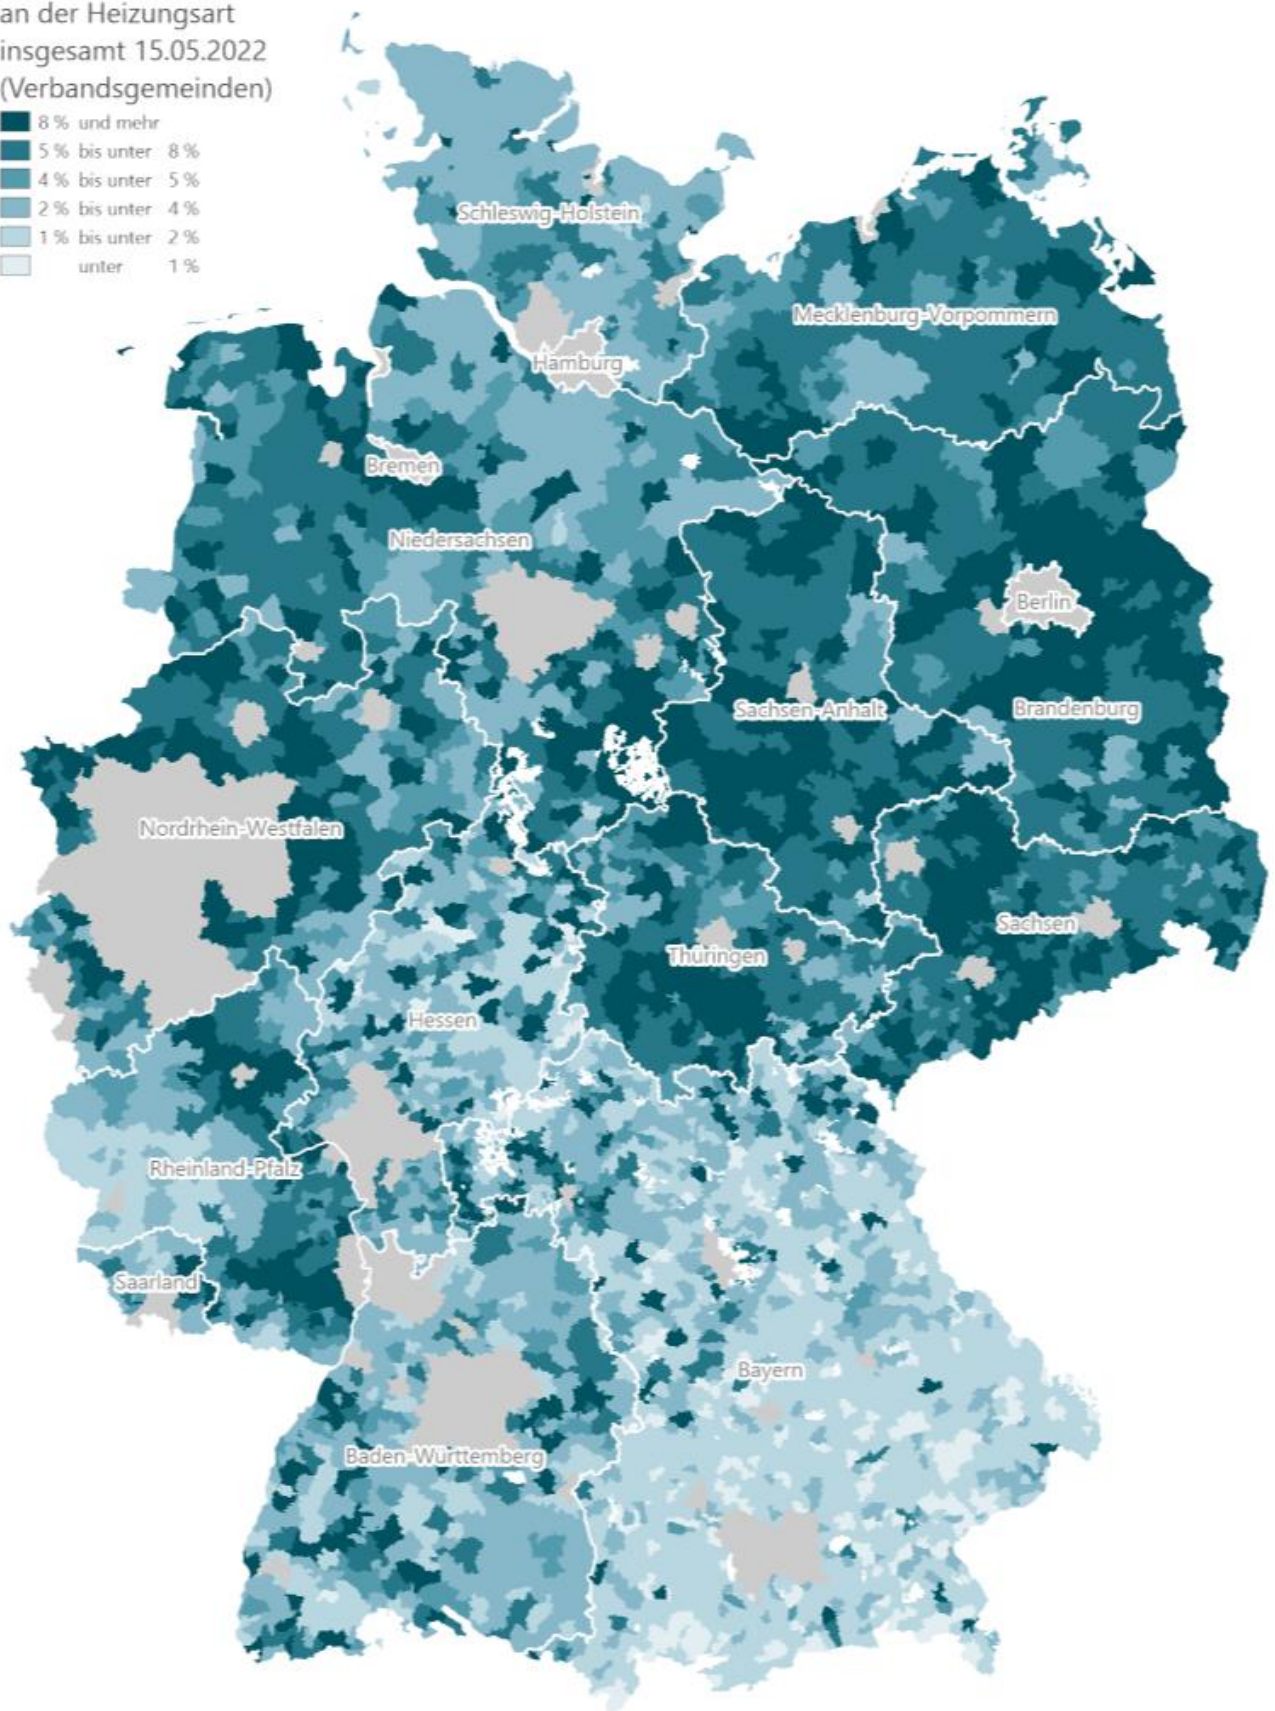 an der Heizungsart
insgesamt 15.05.2022
(Verbandsgemeinden)
8 % und mehr
5 % bis unter 8 %
4 % bis unter 5 %
2 % bis unter 4 %
1 % bis unter 2 %
unter 1 %
Schleswig-Holstein
Mecklenburg-Vorpommern
Hamburg
Bremen
Niedersachsen
Berlin
Sachsen-Anhalt
Brandenburg
Nordrhein-Westfalen
Sachsen
Thüringen
Hessen
Rheinland-Pfalz
Saarland
Bayern
Baden-Württemberg